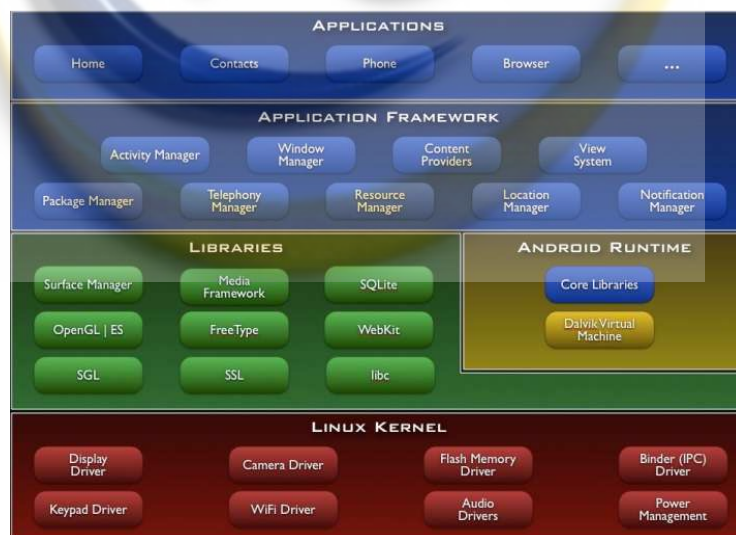 APPLICATIONS
Home
Contacts
Phone
Browser
...
APPLICATION FRAMEWORK
Activity Manager
Window
Manager
Content
Providers
View
System
Package Manager
Telephony
Manager
Resource
Manager
Location
Manager
Notification
Manager
LIBRARIES
Surface Manager
Media
Framework
SQLite
OpenGL | ES
FreeType
WebKit
SGL
SSL
libc
ANDROID RUNTIME
Core Libraries
Dalvik Virtual
Machine
LINUX KERNEL
Display
Driver
Camera Driver
Flash Memory
Driver
Binder (IPC)
Driver
Keypad Driver
WiFi Driver
Audio
Drivers
Power
Management